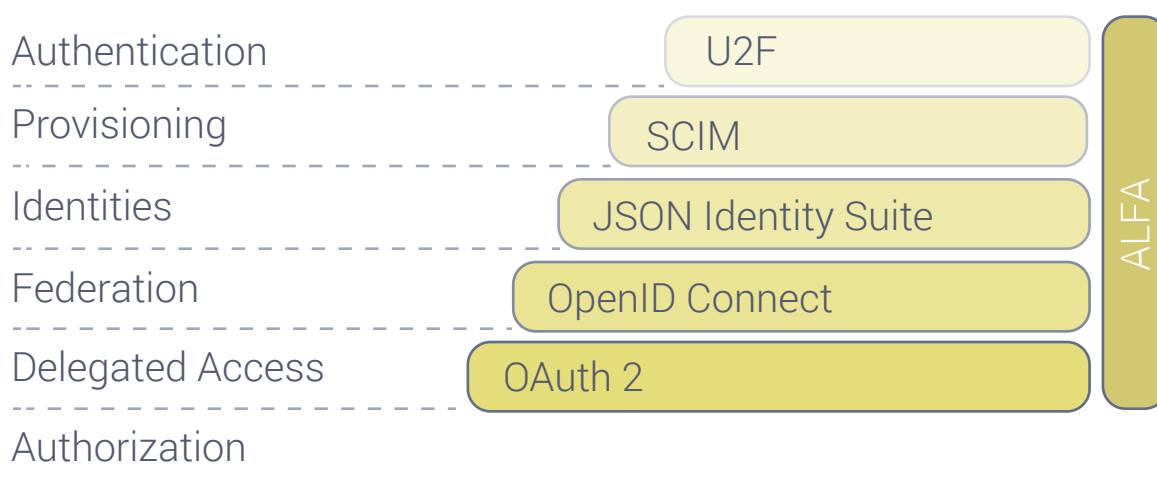 Authentication
U2F
Provisioning
SCIM
Identities
JSON Identity Suite
Federation
OpenID Connect
Delegated Access
OAuth 2
Authorization
ALFA